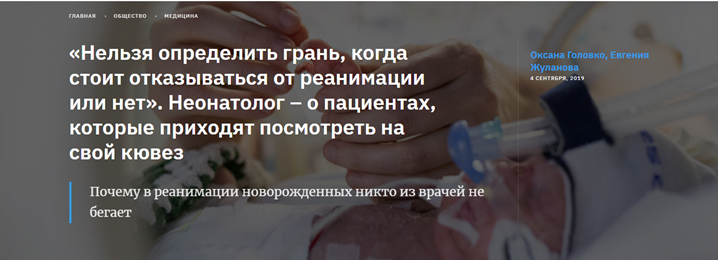 ГЛАВНАЯ • ОБЩЕСТВО • МЕДИЦИНА
«Нельзя определить грань, когда
стоит отказываться от реанимации
или нет». Неонатолог – о пациентах,
которые приходят посмотреть на
свой кювез
Почему в реанимации новорожденных никто из врачей не
бегает
Оксана Головко, Евгения
Жуланова
4 СЕНТЯБРЯ, 2019